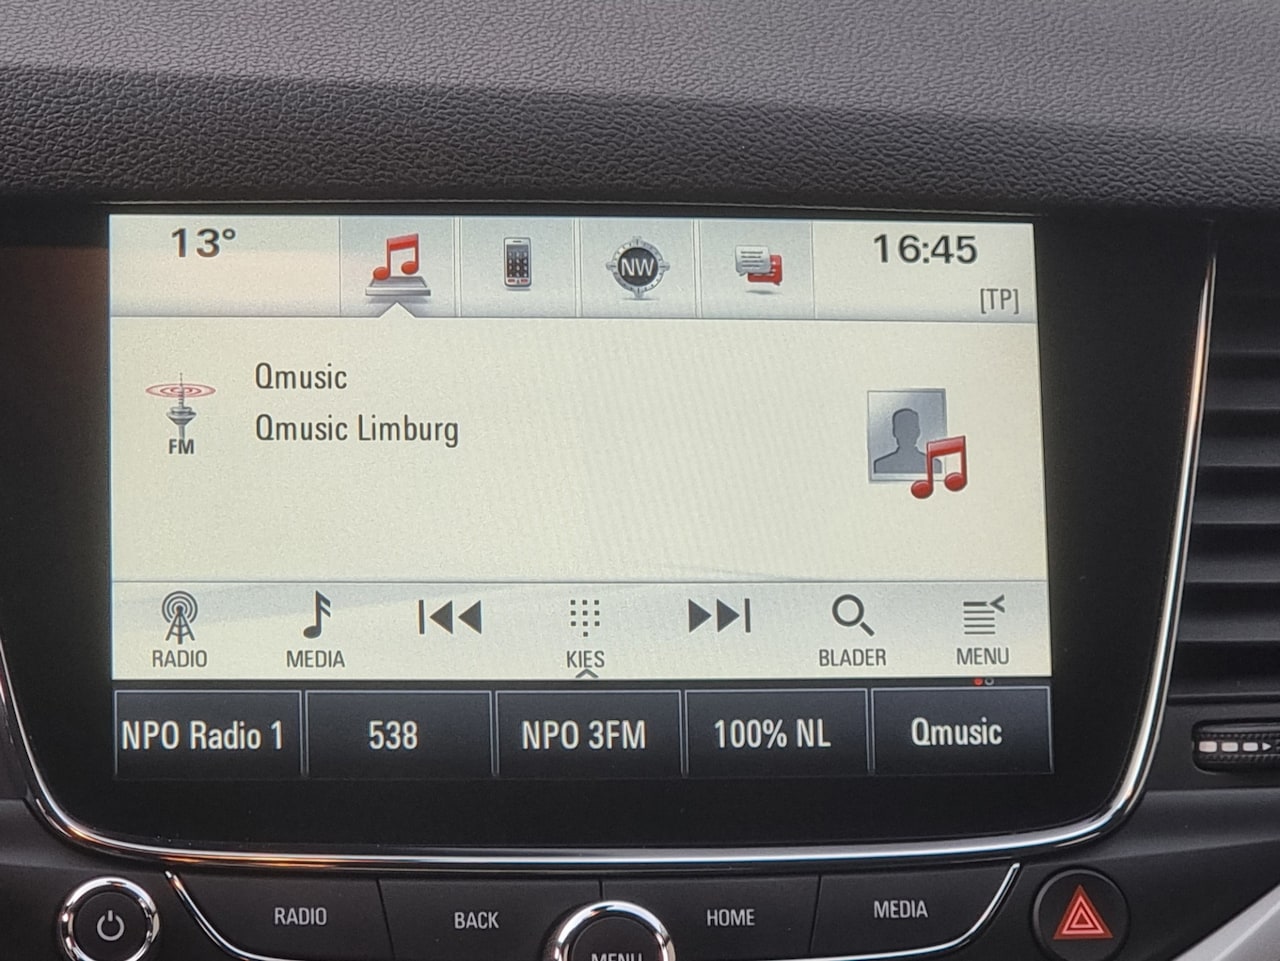 13°
NW
16:45
[TP]
Qmusic
Qmusic Limburg
FM
RADIO
MEDIA
KIES
BLADER
MENU
NPO Radio 1
538
NPO 3FM
100% NL
Qmusic
RADIO
BACK
MENU
HOME
MEDIA